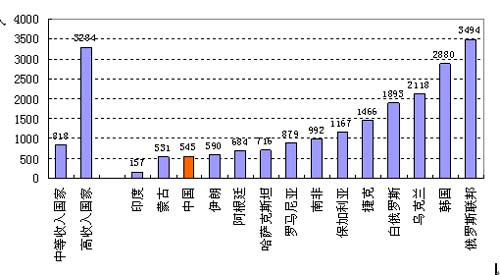 4000
3500
3000
2500
2000
1500
1000
500
0
818
3284
157
531
545
590
684
716
879
992
1167
1466
1893
2118
2880
3494
中等收入国家
高收入国家
印度
蒙古
中国
伊朗
阿根廷
哈萨克斯坦
罗马尼亚
南非
保加利亚
捷克
白俄罗斯
乌克兰
韩国
俄罗斯联邦